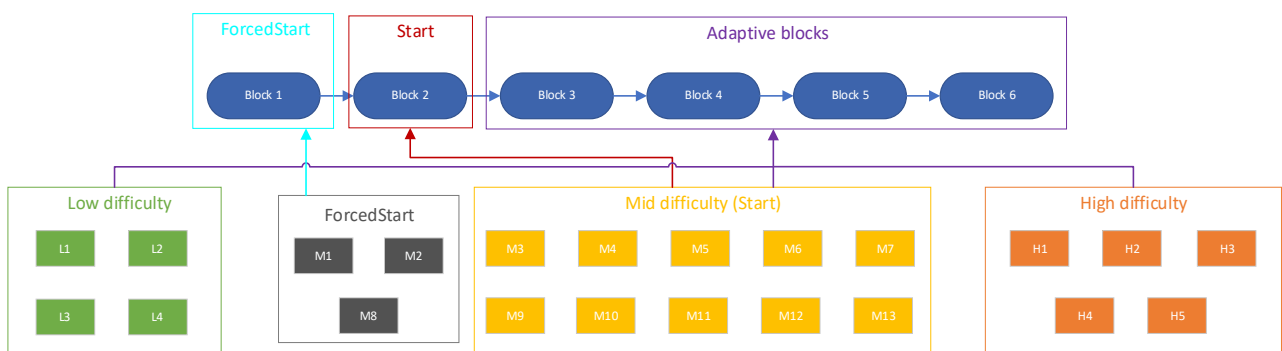 ForcedStart
Start
Adaptive blocks
Block 1
Block 2
Block 3
Block 4
Block 5
Block 6
Low difficulty
L1
L2
L3
L4
ForcedStart
M1
M2
M8
Mid difficulty (Start)
M3
M4
M5
M6
M7
M9
M10
M11
M12
M13
High difficulty
H1
H2
H3
H4
H5